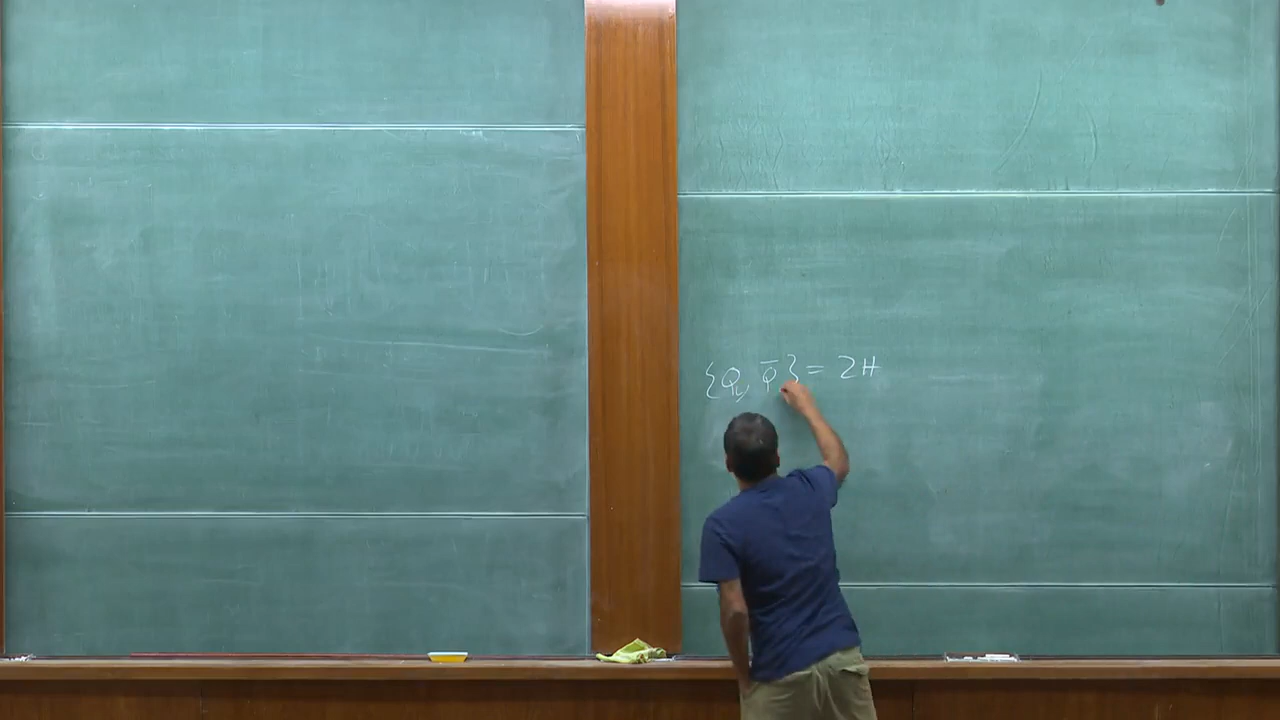 {Q, Q̄} = 2H